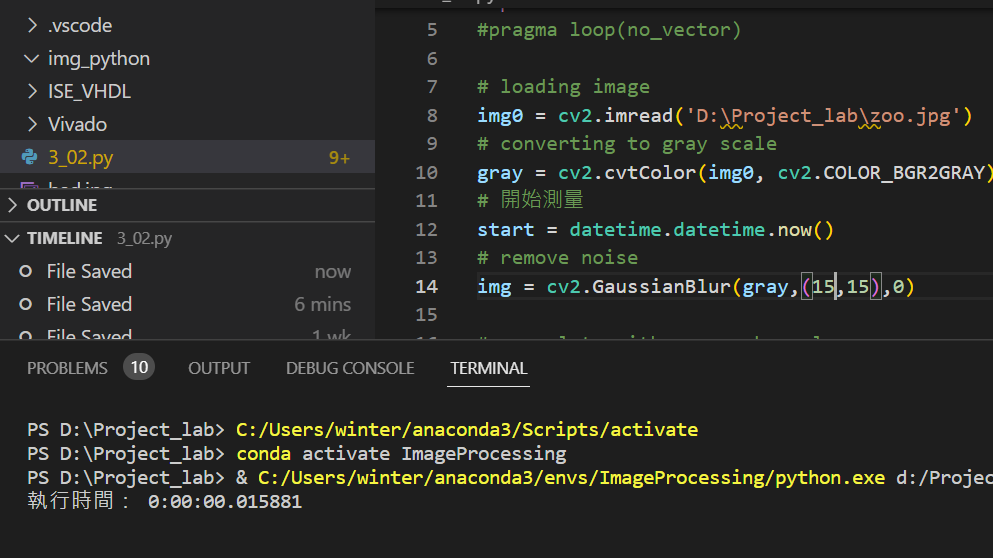 .vscode
img_python
ISE_VHDL
Vivado
3_02.py 9+
OUTLINE
TIMELINE 3_02.py
File Saved now
File Saved 6 mins
File Saved 1 wk
5 #pragma loop(no_vector)
6
7 # loading image
8 img0 = cv2.imread('D:\Project_lab\zoo.jpg')
9 # converting to gray scale
10 gray = cv2.cvtColor(img0, cv2.COLOR_BGR2GRAY)
11 # 開始測量
12 start = datetime.datetime.now()
13 # remove noise
14 img = cv2.GaussianBlur(gray,(15,15),0)
15
PROBLEMS 10 OUTPUT DEBUG CONSOLE TERMINAL
PS D:\Project_lab> C:/Users/winter/anaconda3/Scripts/activate
PS D:\Project_lab> conda activate ImageProcessing
PS D:\Project_lab> & C:/Users/winter/anaconda3/envs/ImageProcessing/python.exe d:/Projec
執行時間： 0:00:00.015881